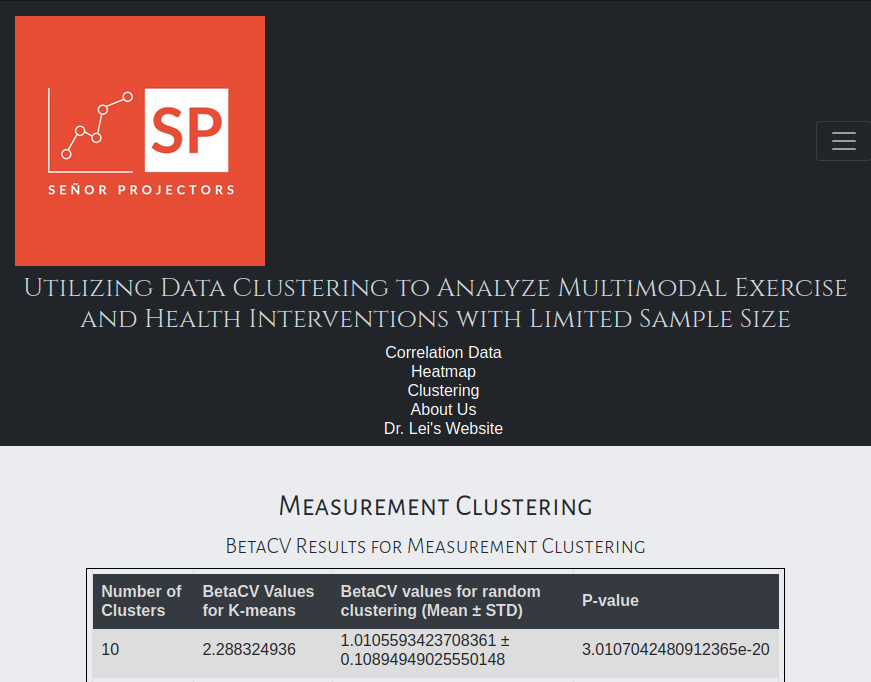 SP
SEÑOR PROJECTORS
Utilizing Data Clustering to Analyze Multimodal Exercise
and Health Interventions with Limited Sample Size
Correlation Data
Heatmap
Clustering
About Us
Dr. Lei's Website
Measurement Clustering
BetaCV Results for Measurement Clustering
Number of Clusters BetaCV Values for K-means BetaCV values for random clustering (Mean ± STD) P-value
10 2.288324936 1.0105593423708361 ± 0.10894949025550148 3.0107042480912365e-20